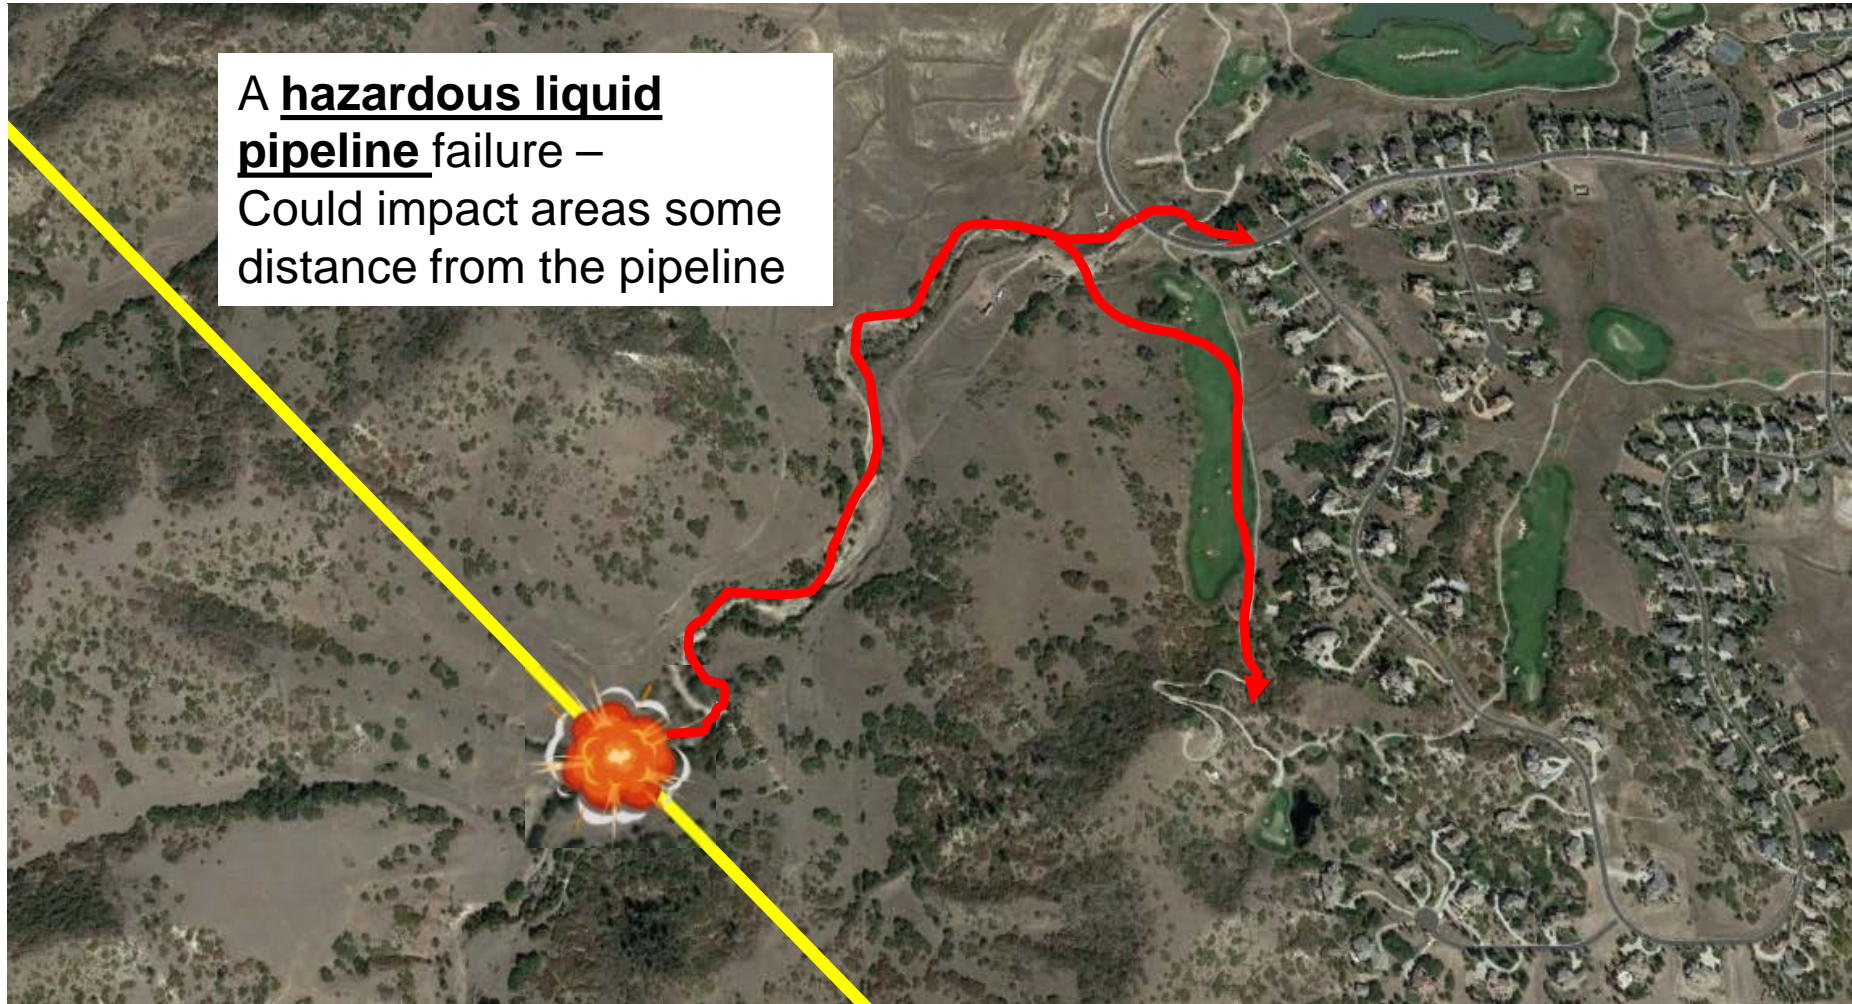 A hazardous liquid
pipeline failure –
Could impact areas some
distance from the pipeline